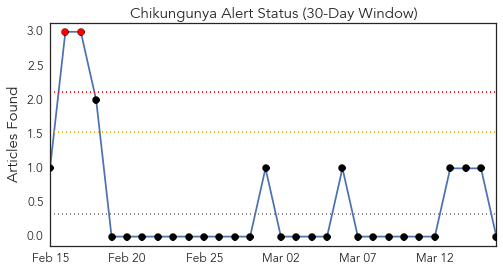 Chikungunya Alert Status (30-Day Window)
Articles Found
3.0
2.5
2.0
1.5
1.0
0.5
0.0
Feb 15 Feb 20 Feb 25 Mar 02 Mar 07 Mar 12